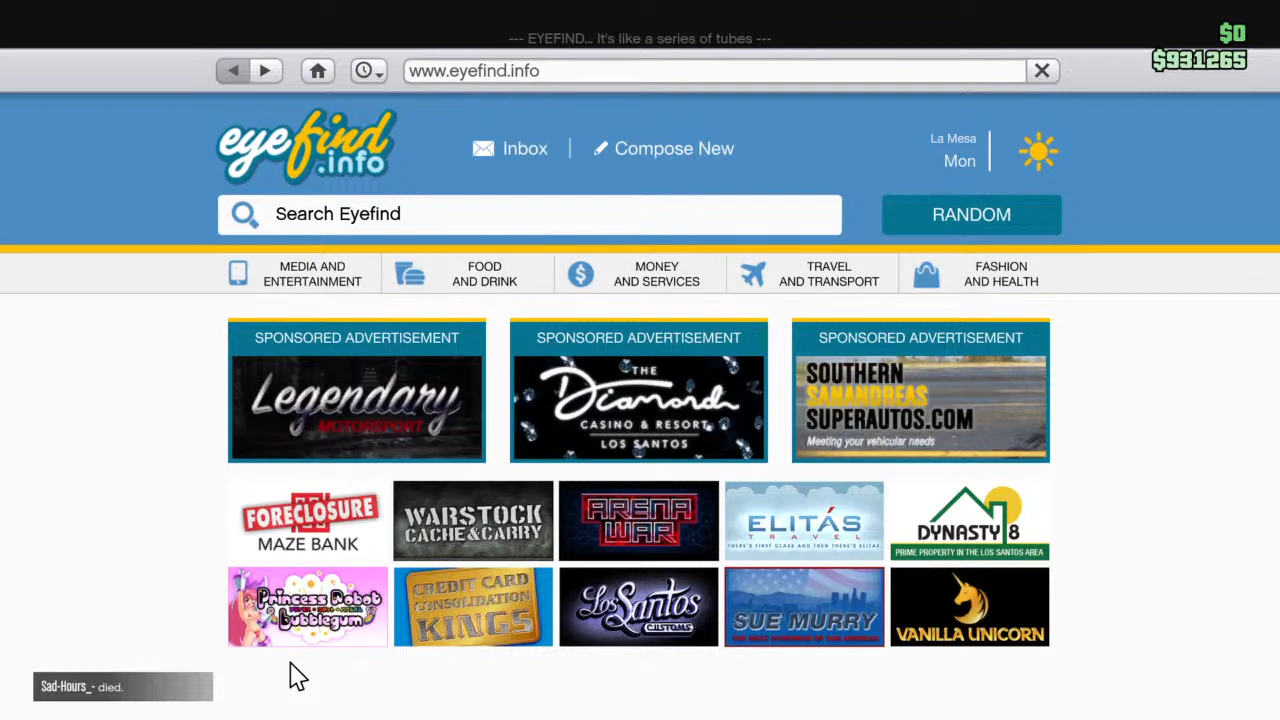 --- EYEFIND... It's like a series of tubes ---
$0
$931265
www.eyefind.info
eyefind
.info
Inbox
Compose New
La Mesa
Mon
Search Eyefind
RANDOM
MEDIA AND
ENTERTAINMENT
FOOD
AND DRINK
MONEY
AND SERVICES
TRAVEL
AND TRANSPORT
FASHION
AND HEALTH
SPONSORED ADVERTISEMENT
Legendary
MOTORSPORT
SPONSORED ADVERTISEMENT
THE
Diamond
CASINO & RESORT
LOS SANTOS
SPONSORED ADVERTISEMENT
SOUTHERN
SANANDREAS
SUPERAUTOS.COM
Meeting your vehicular needs
FORECLOSURE
MAZE BANK
WARSTOCK
CACHE&CARRY
ARENA
WAR
ELITÁS
TRAVEL
THERE'S FIRST CLASS AND THEN THERE'S ELITAS.
DYNASTY 8
PRIME PROPERTY IN THE LOS SANTOS AREA
Princess Robot
Bubblegum
CREDIT CARD
CONSOLIDATION
KINGS
Los Santos
CUSTOMS
SUE MURRY
VANILLA UNICORN
Sad-Hours_- died.